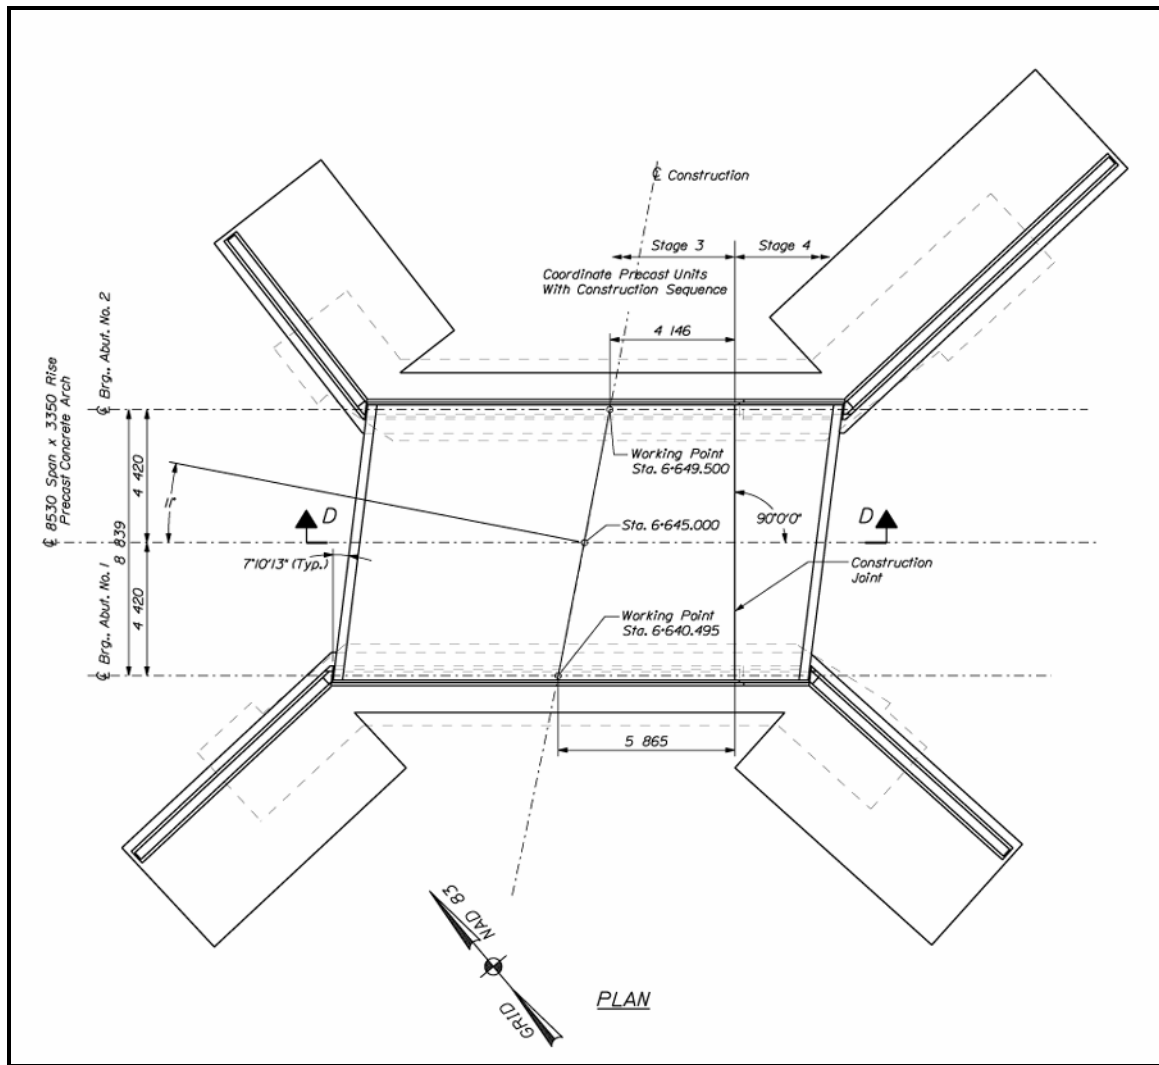 ℄ Construction
Stage 3
Stage 4
Coordinate Precast Units
With Construction Sequence
4 146
℄ Brg., Abut. No. 2
℄ 8530 Span x 3350 Rise
Precast Concrete Arch
4 420
8 839
4 420
℄ Brg., Abut. No. 1
11°
D
D
7°10'13" (Typ.)
Working Point
Sta. 6+649.500
Sta. 6+645.000
90°0'0"
Construction
Joint
Working Point
Sta. 6+640.495
5 865
NAD 83
GRID
PLAN